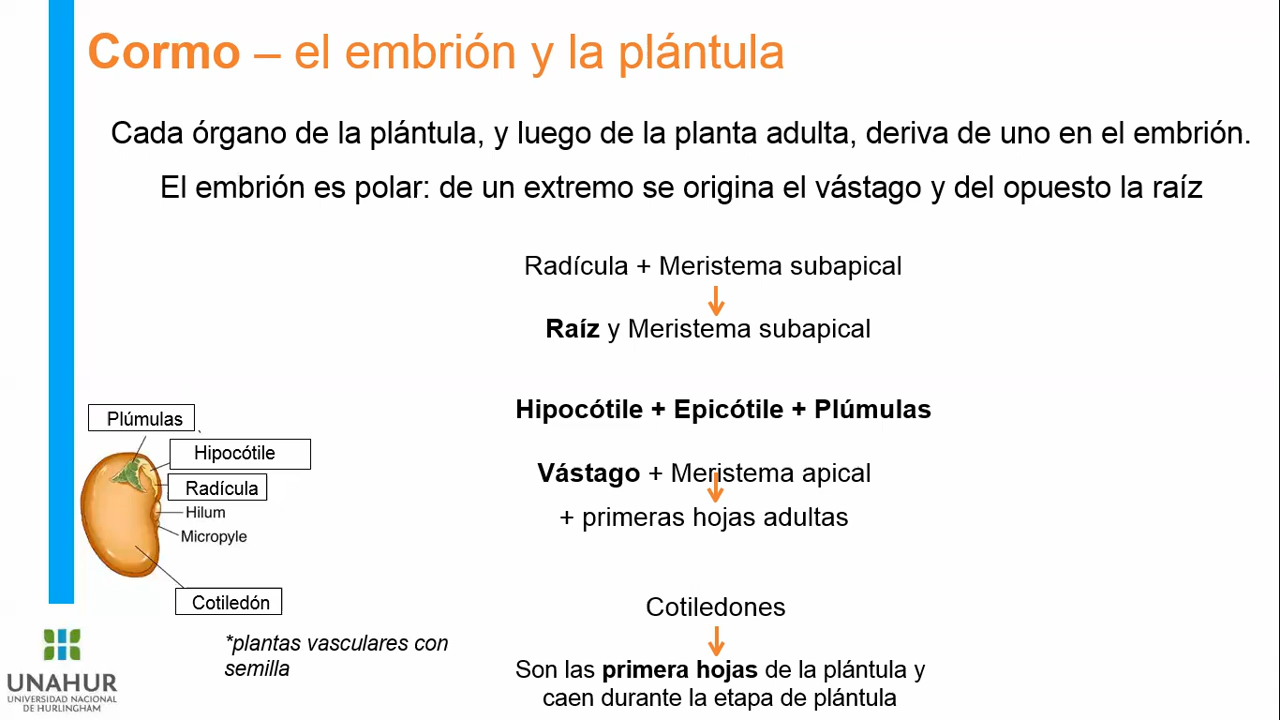 Cormo – el embrión y la plántula
Cada órgano de la plántula, y luego de la planta adulta, deriva de uno en el embrión.
El embrión es polar: de un extremo se origina el vástago y del opuesto la raíz
Radícula + Meristema subapical
Raíz y Meristema subapical
Hipocótile + Epicótile + Plúmulas
Vástago + Meristema apical
+ primeras hojas adultas
Cotiledones
Son las primera hojas de la plántula y
caen durante la etapa de plántula
Plúmulas
Hipocótile
Radícula
Hilum
Micropyle
Cotiledón
*plantas vasculares con
semilla
UNAHUR
UNIVERSIDAD NACIONAL
DE HURLINGHAM